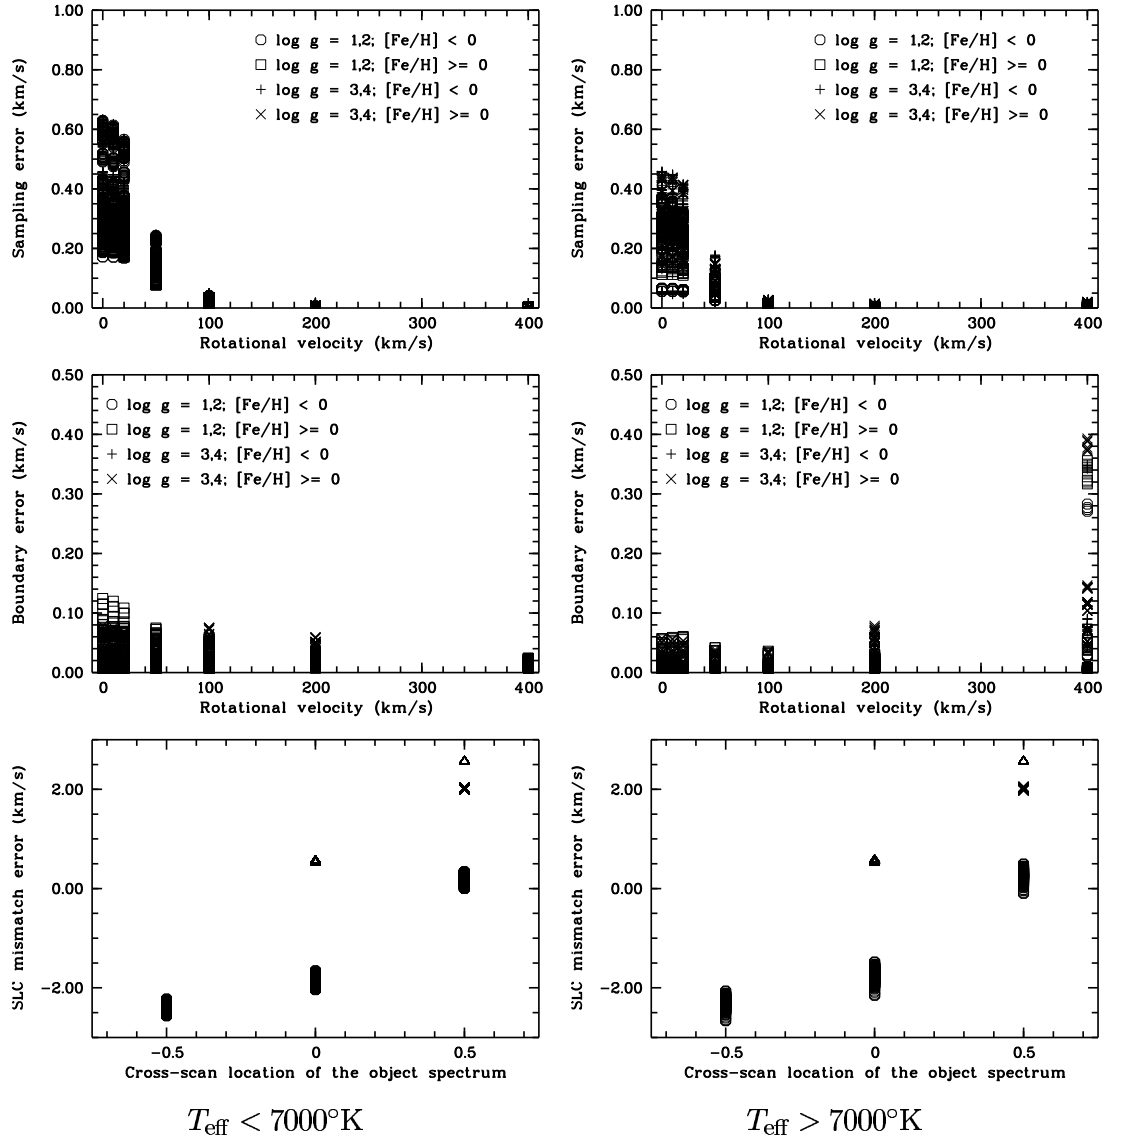 1.00
0.80
0.60
0.40
0.20
0.00
Sampling error (km/s)
log g = 1,2; [Fe/H] < 0
log g = 1,2; [Fe/H] >= 0
log g = 3,4; [Fe/H] < 0
log g = 3,4; [Fe/H] >= 0
0 100 200 300 400
Rotational velocity (km/s)
1.00
0.80
0.60
0.40
0.20
0.00
Sampling error (km/s)
log g = 1,2; [Fe/H] < 0
log g = 1,2; [Fe/H] >= 0
log g = 3,4; [Fe/H] < 0
log g = 3,4; [Fe/H] >= 0
0 100 200 300 400
Rotational velocity (km/s)
0.50
0.40
0.30
0.20
0.10
0.00
Boundary error (km/s)
log g = 1,2; [Fe/H] < 0
log g = 1,2; [Fe/H] >= 0
log g = 3,4; [Fe/H] < 0
log g = 3,4; [Fe/H] >= 0
0 100 200 300 400
Rotational velocity (km/s)
0.50
0.40
0.30
0.20
0.10
0.00
Boundary error (km/s)
log g = 1,2; [Fe/H] < 0
log g = 1,2; [Fe/H] >= 0
log g = 3,4; [Fe/H] < 0
log g = 3,4; [Fe/H] >= 0
0 100 200 300 400
Rotational velocity (km/s)
2.00
0.00
−2.00
SLC mismatch error (km/s)
−0.5 0 0.5
Cross−scan location of the object spectrum
2.00
0.00
−2.00
SLC mismatch error (km/s)
−0.5 0 0.5
Cross−scan location of the object spectrum
T_eff < 7000°K
T_eff > 7000°K